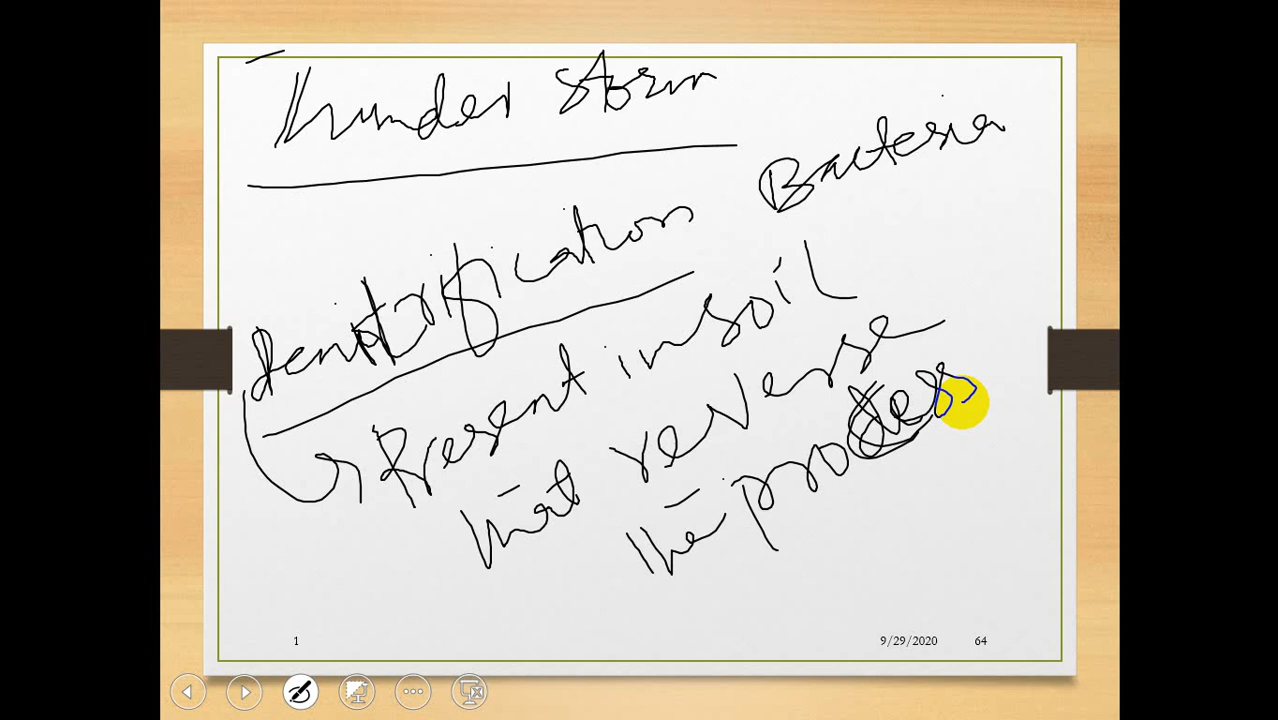 Thunder storm
denitrification Bacteria
Present in soil
that reverse
the process
1 9/29/2020 64